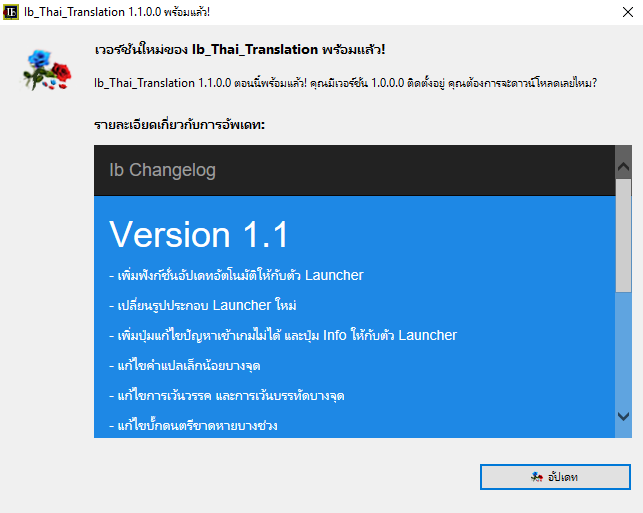 Ib_Thai_Translation 1.1.0.0 พร้อมแล้ว!
เวอร์ชันใหม่ของ Ib_Thai_Translation พร้อมแล้ว!
Ib_Thai_Translation 1.1.0.0 ตอนนี้พร้อมแล้ว! คุณมีเวอร์ชัน 1.0.0.0 ติดตั้งอยู่ คุณต้องการจะดาวน์โหลดเลยไหม?
รายละเอียดเกี่ยวกับการอัพเดท:
Ib Changelog
Version 1.1
- เพิ่มฟังก์ชั่นอัปเดทอัตโนมัติให้กับตัว Launcher
- เปลี่ยนรูปประกอบ Launcher ใหม่
- เพิ่มปุ่มแก้ไขปัญหาเข้าเกมไม่ได้ และปุ่ม Info ให้กับตัว Launcher
- แก้ไขคำแปลเล็กน้อยบางจุด
- แก้ไขการเว้นวรรค และการเว้นบรรทัดบางจุด
- แก้ไขบั๊กดนตรีขาดหายบางช่วง
อัปเดท